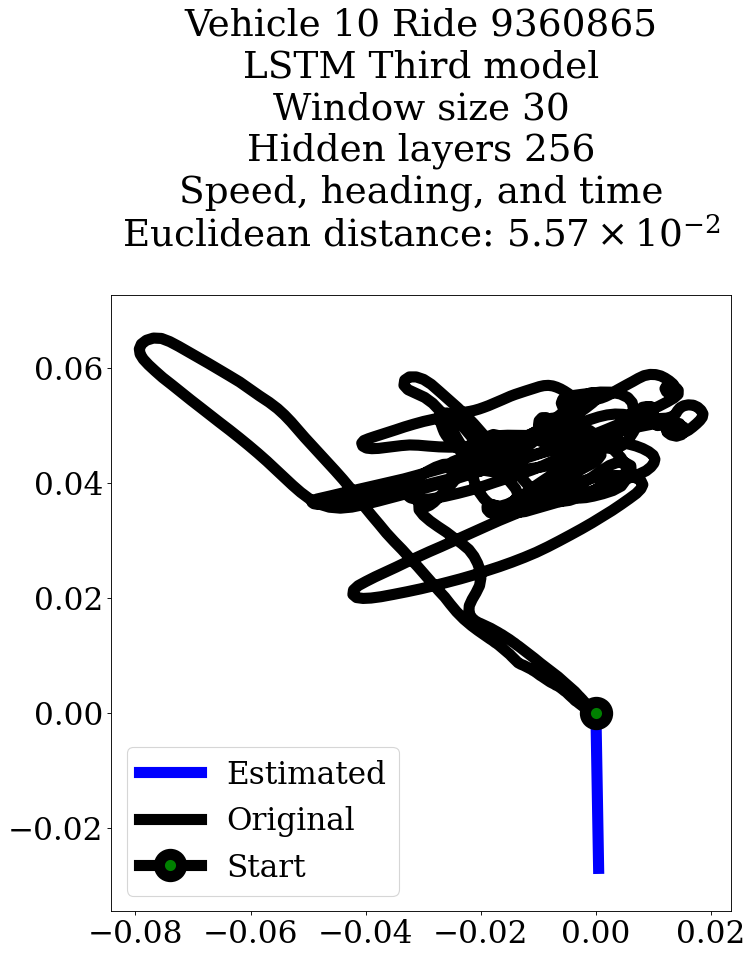 Vehicle 10 Ride 9360865
LSTM Third model
Window size 30
Hidden layers 256
Speed, heading, and time
Euclidean distance: 5.57 × 10⁻²
0.06
0.04
0.02
0.00
−0.02
Estimated
Original
Start
−0.08 −0.06 −0.04 −0.02 0.00 0.02